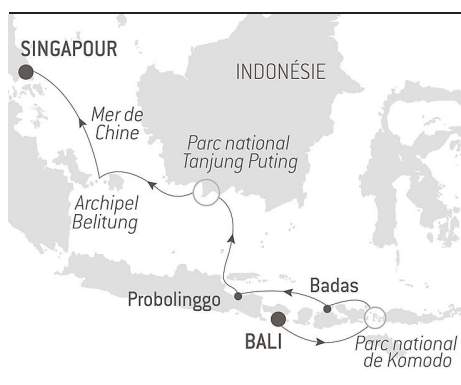 SINGAPOUR
INDONÉSIE
Mer de
Chine
Parc national
Tanjung Puting
Archipel
Belitung
Badas
Probolinggo
BALI
Parc national
de Komodo